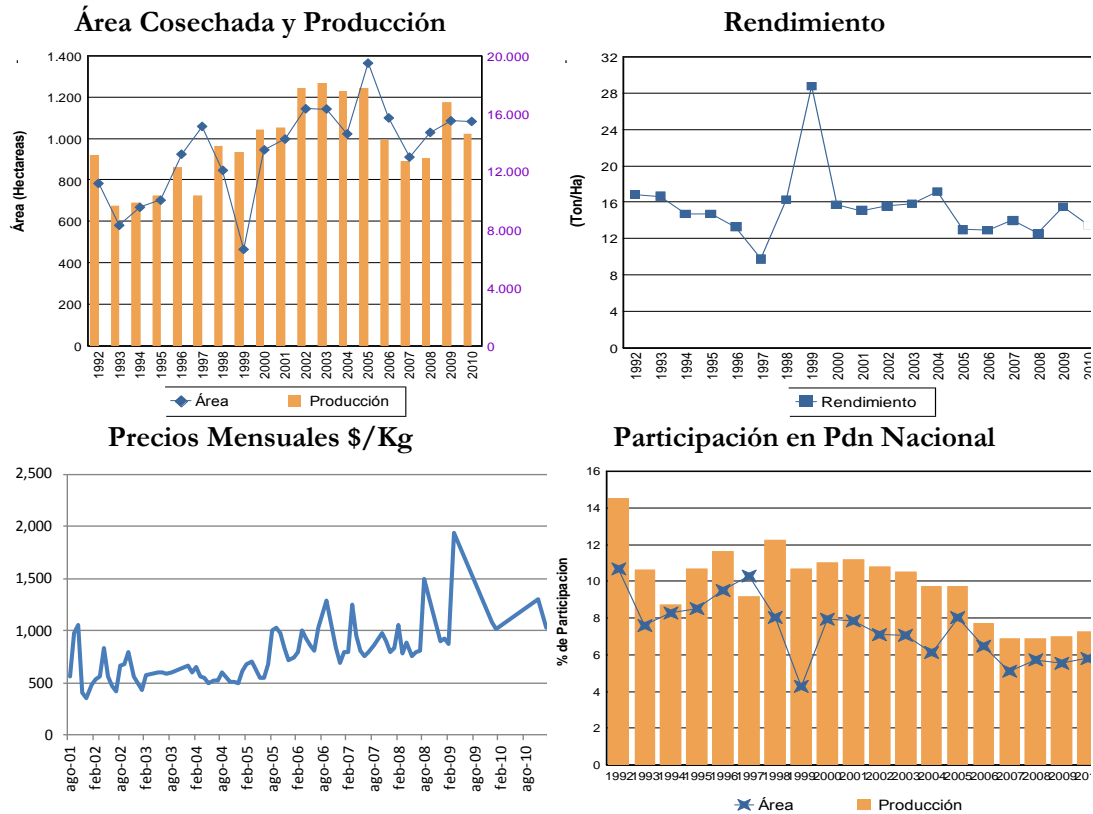 Área Cosechada y Producción
1.400
1.200
1.000
800
600
400
200
0
Área (Hectareas)
20.000
16.000
12.000
8.000
4.000
0
1992 1993 1994 1995 1996 1997 1998 1999 2000 2001 2002 2003 2004 2005 2006 2007 2008 2009 2010
Área Producción
Rendimiento
32
28
24
20
16
12
8
4
0
(Ton/Ha)
1992 1993 1994 1995 1996 1997 1998 1999 2000 2001 2002 2003 2004 2005 2006 2007 2008 2009 2010
Rendimiento
Precios Mensuales $/Kg
2,500
2,000
1,500
1,000
500
0
ago-01 feb-02 ago-02 feb-03 ago-03 feb-04 ago-04 feb-05 ago-05 feb-06 ago-06 feb-07 ago-07 feb-08 ago-08 feb-09 ago-09 feb-10 ago-10
Participación en Pdn Nacional
16
14
12
10
8
6
4
2
0
% de Participacion
1992 1993 1994 1995 1996 1997 1998 1999 2000 2001 2002 2003 2004 2005 2006 2007 2008 2009 201
Área Producción